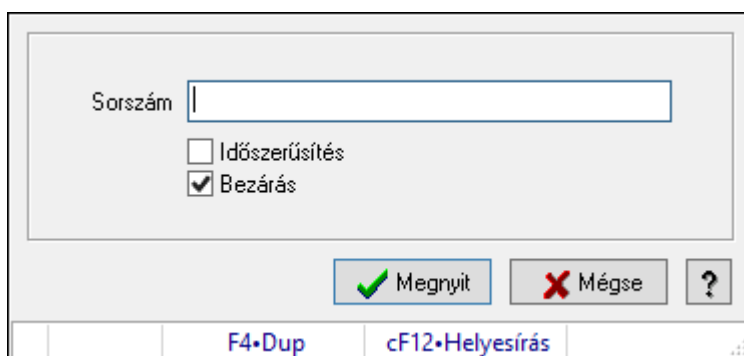 Sorszám
Időszerűsítés
Bezárás
Megnyit Mégse ?
F4•Dup cF12•Helyesírás